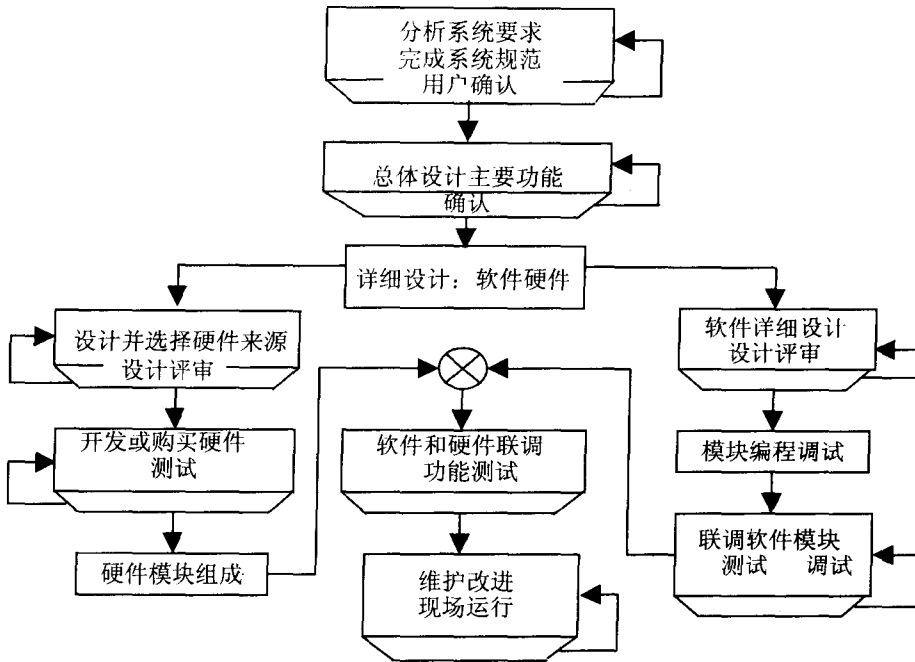 分析系统要求
完成系统规范
用户确认
总体设计主要功能
确认
详细设计：软件硬件
设计并选择硬件来源
设计评审
软件详细设计
设计评审
开发或购买硬件
测试
软件和硬件联调
功能测试
模块编程调试
硬件模块组成
维护改进
现场运行
联调软件模块
测试 调试